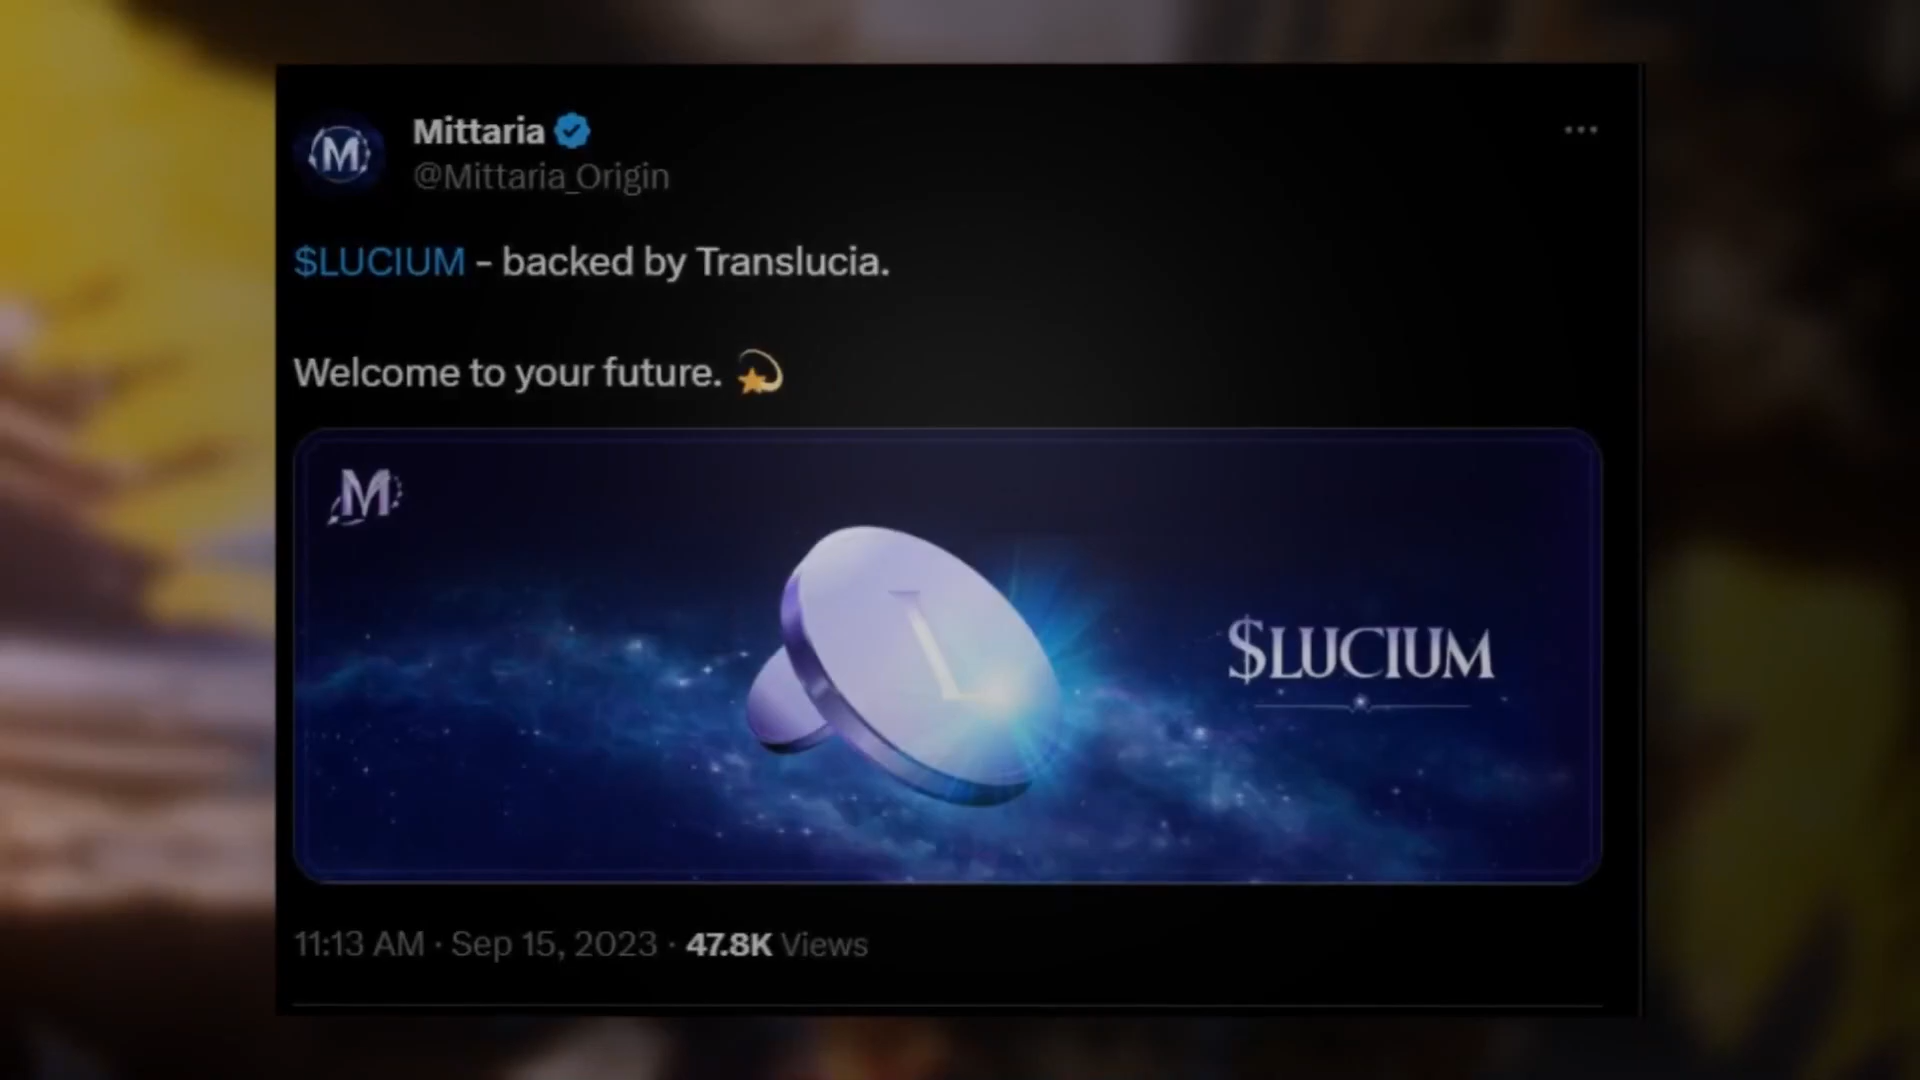 M
Mittaria
@Mittaria_Origin
$LUCIUM - backed by Translucia.
Welcome to your future. 💫
M
L
$LUCIUM
11:13 AM · Sep 15, 2023 · 47.8K Views